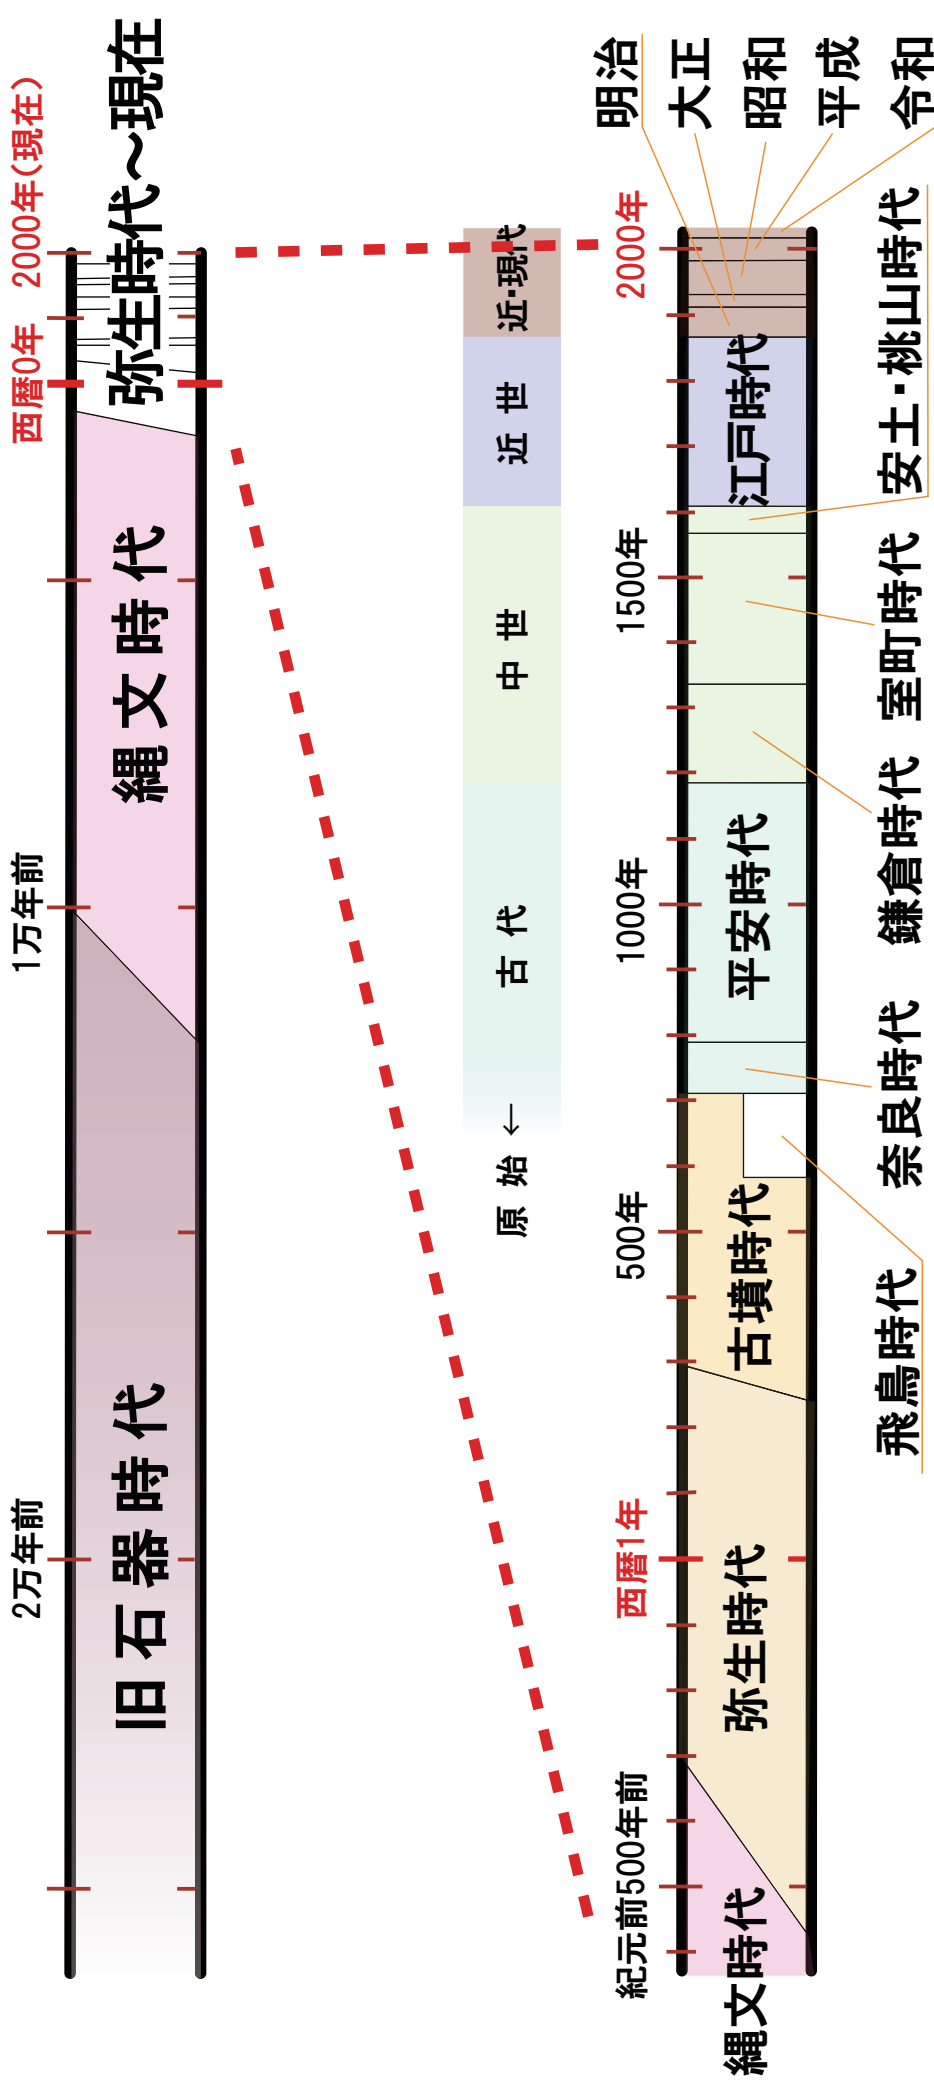 2万年前
1万年前
西暦0年
2000年(現在)
旧石器時代
縄文時代
弥生時代～現在
原始 ←
古代
中世
近世
近・現代
紀元前500年前
西暦1年
500年
1000年
1500年
2000年
縄文時代
弥生時代
古墳時代
平安時代
江戸時代
飛鳥時代
奈良時代
鎌倉時代
室町時代
安土・桃山時代
明治
大正
昭和
平成
令和